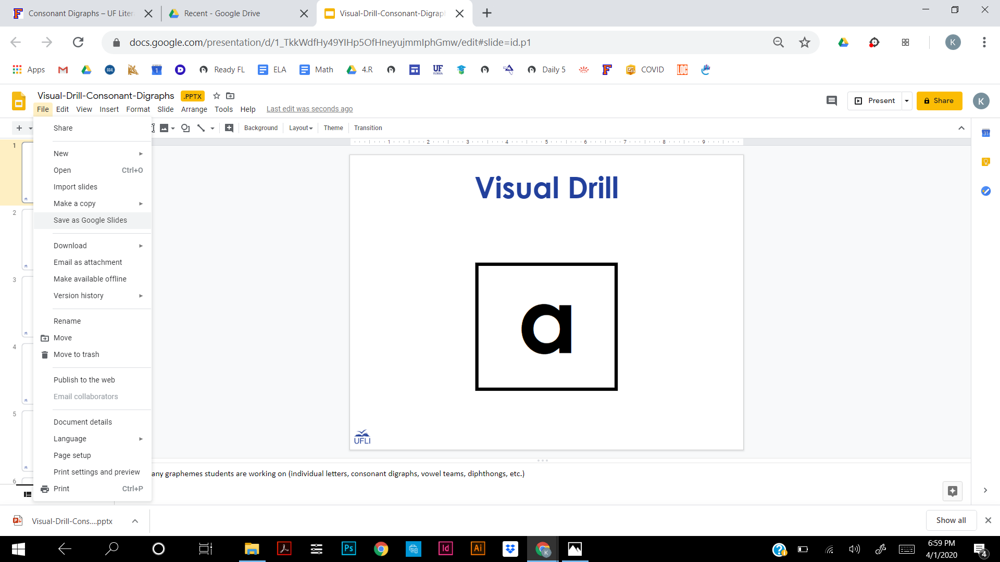 Consonant Digraphs – UF Liter
Recent - Google Drive
Visual-Drill-Consonant-Digrap
docs.google.com/presentation/d/1_TkkWdfHy49YIHp5OfHneyujmmIphGmw/edit#slide=id.p1
K
Apps
Ready FL
ELA
Math
4.R
UF
Daily 5
COVID
Visual-Drill-Consonant-Digraphs .PPTX
Present
Share
K
File Edit View Insert Format Slide Arrange Tools Help Last edit was seconds ago
Background Layout Theme Transition
1 2 3 4 5 6 7 8 9
Share
New
Open Ctrl+O
Import slides
Make a copy
Save as Google Slides
Download
Email as attachment
Make available offline
Version history
Rename
Move
Move to trash
Publish to the web
Email collaborators
Document details
Language
Page setup
Print settings and preview
Print Ctrl+P
1
2
3
4
5
6
Visual Drill
a
UFLI
any graphemes students are working on (individual letters, consonant digraphs, vowel teams, diphthongs, etc.)
31
Visual-Drill-Cons....pptx
Show all
Ps
Id
Ai
K
6:59 PM
4/1/2020
4